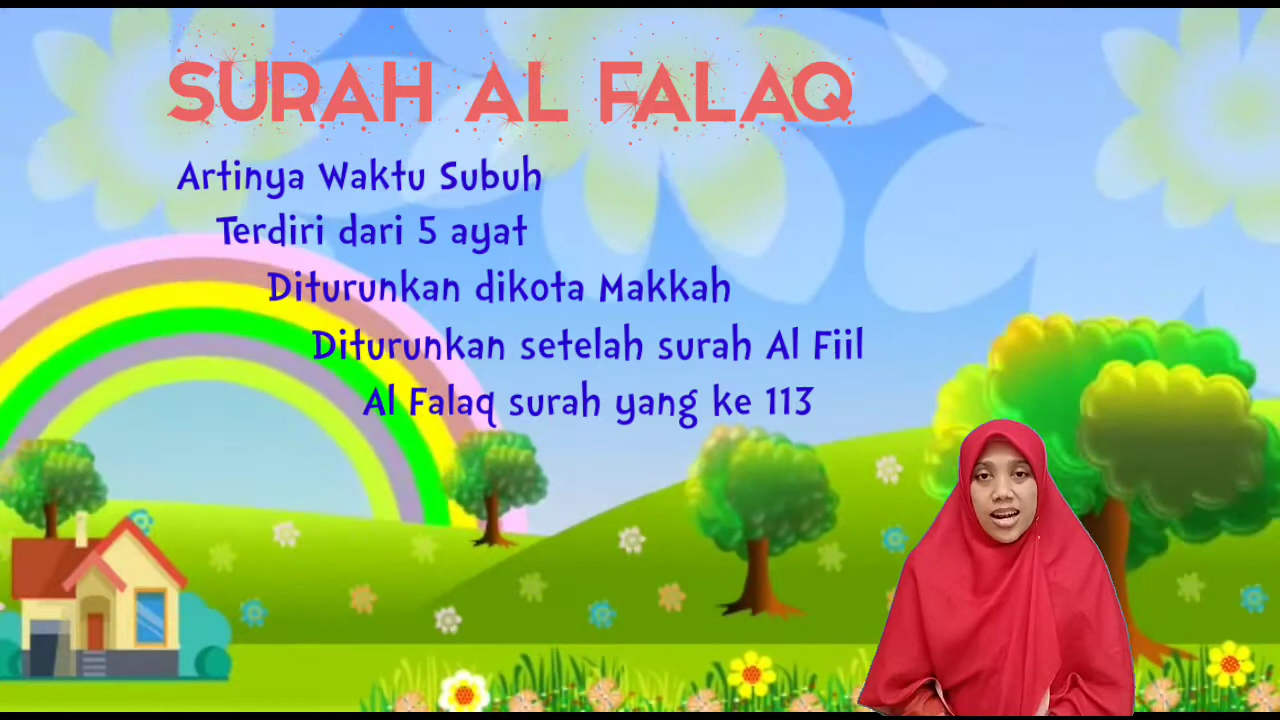 SURAH AL FALAQ
Artinya Waktu Subuh
Terdiri dari 5 ayat
Diturunkan dikota Makkah
Diturunkan setelah surah Al Fiil
Al Falaq surah yang ke 113